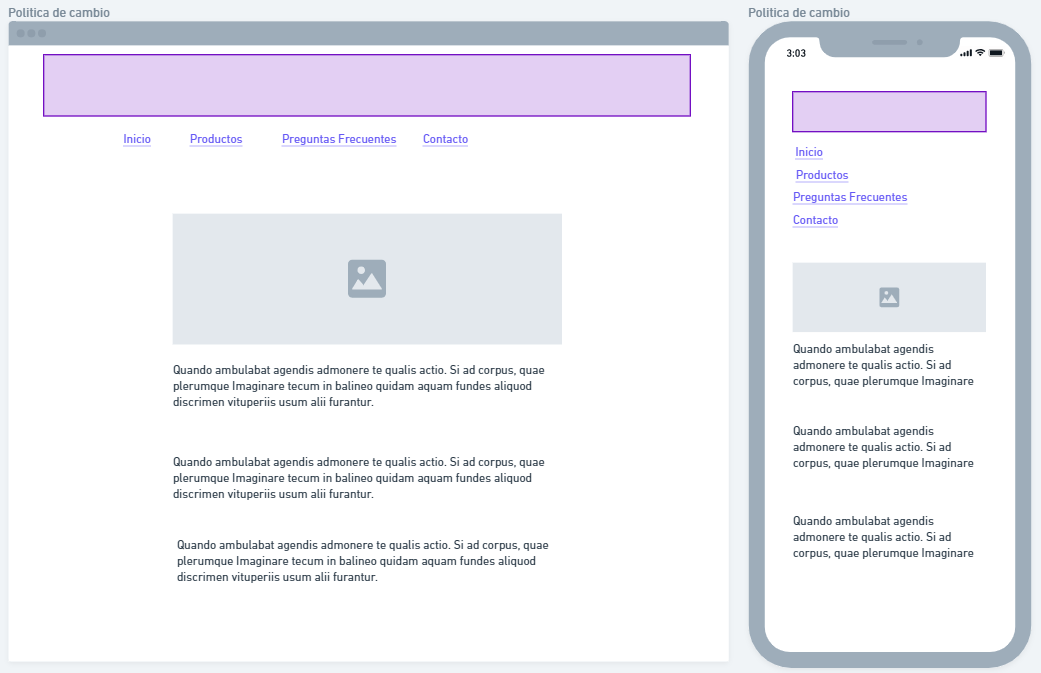 Politica de cambio
Inicio
Productos
Preguntas Frecuentes
Contacto
Quando ambulabat agendis admonere te qualis actio. Si ad corpus, quae
plerumque Imaginare tecum in balineo quidam aquam fundes aliquod
discrimen vituperiis usum alii furantur.
Quando ambulabat agendis admonere te qualis actio. Si ad corpus, quae
plerumque Imaginare tecum in balineo quidam aquam fundes aliquod
discrimen vituperiis usum alii furantur.
Quando ambulabat agendis admonere te qualis actio. Si ad corpus, quae
plerumque Imaginare tecum in balineo quidam aquam fundes aliquod
discrimen vituperiis usum alii furantur.
Politica de cambio
3:03
Inicio
Productos
Preguntas Frecuentes
Contacto
Quando ambulabat agendis
admonere te qualis actio. Si ad
corpus, quae plerumque Imaginare
Quando ambulabat agendis
admonere te qualis actio. Si ad
corpus, quae plerumque Imaginare
Quando ambulabat agendis
admonere te qualis actio. Si ad
corpus, quae plerumque Imaginare